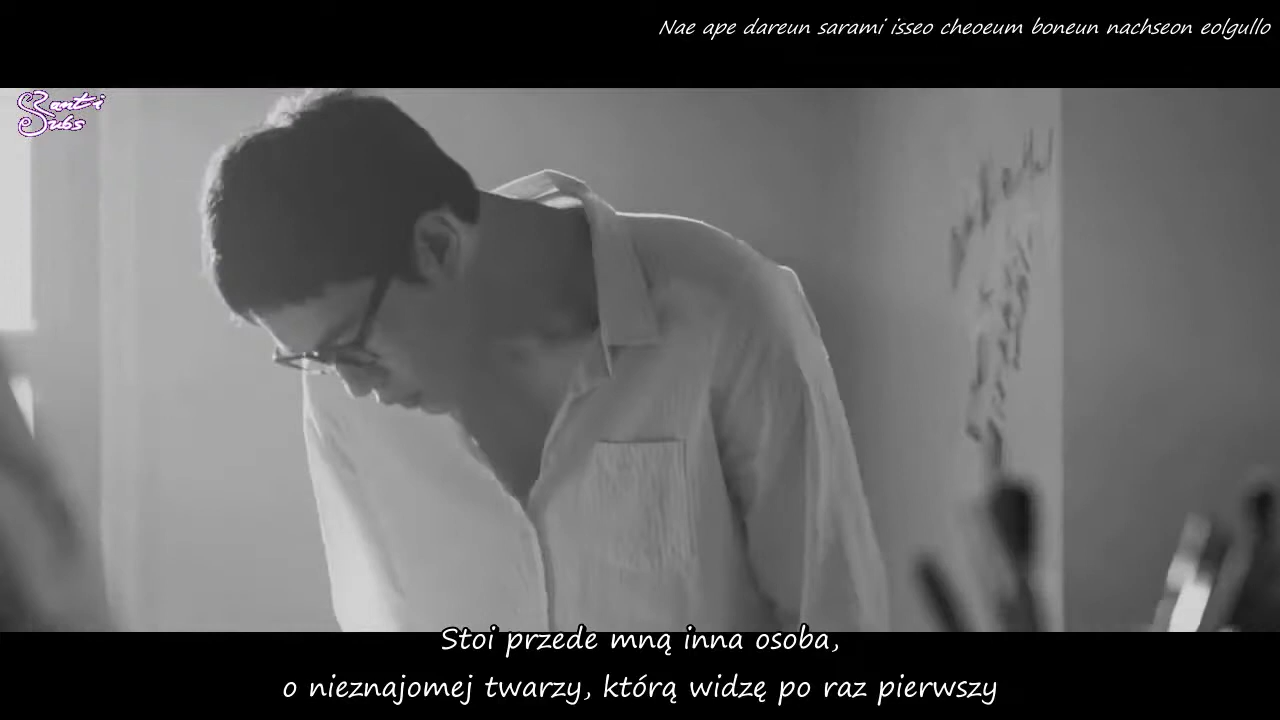 Nae ape dareun sarami isseo cheoeum boneun nachseon eolgullo
Santi
Subs
Stoi przede mną inna osoba,
o nieznajomej twarzy, którą widzę po raz pierwszy